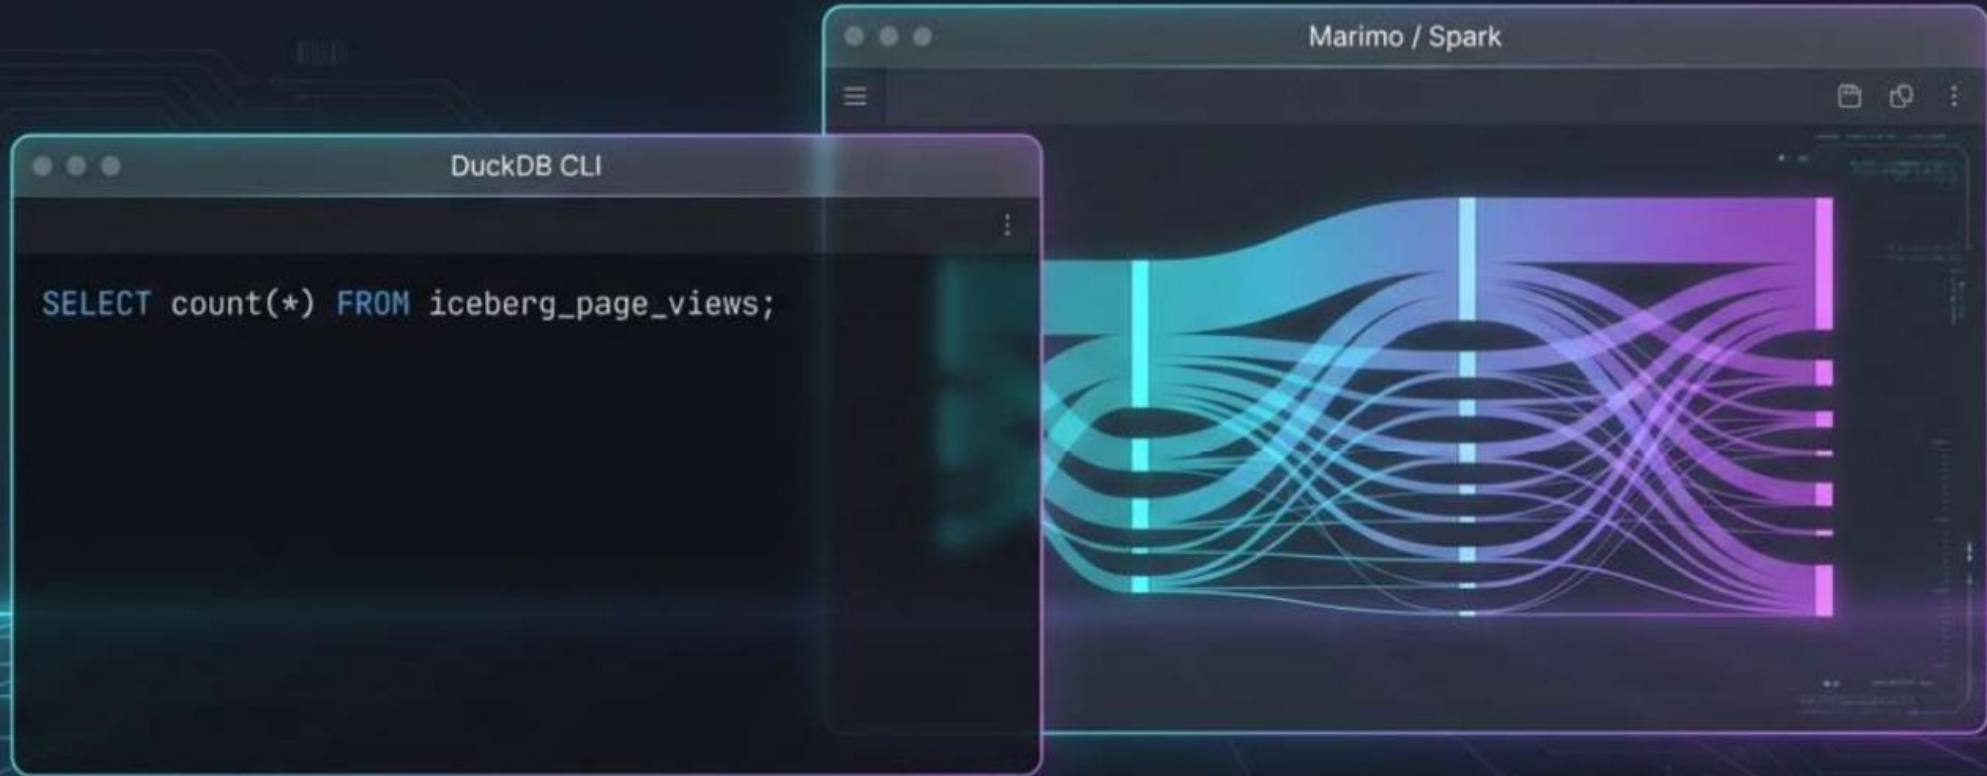 Marimo / Spark
DuckDB CLI
SELECT count(*) FROM iceberg_page_views;